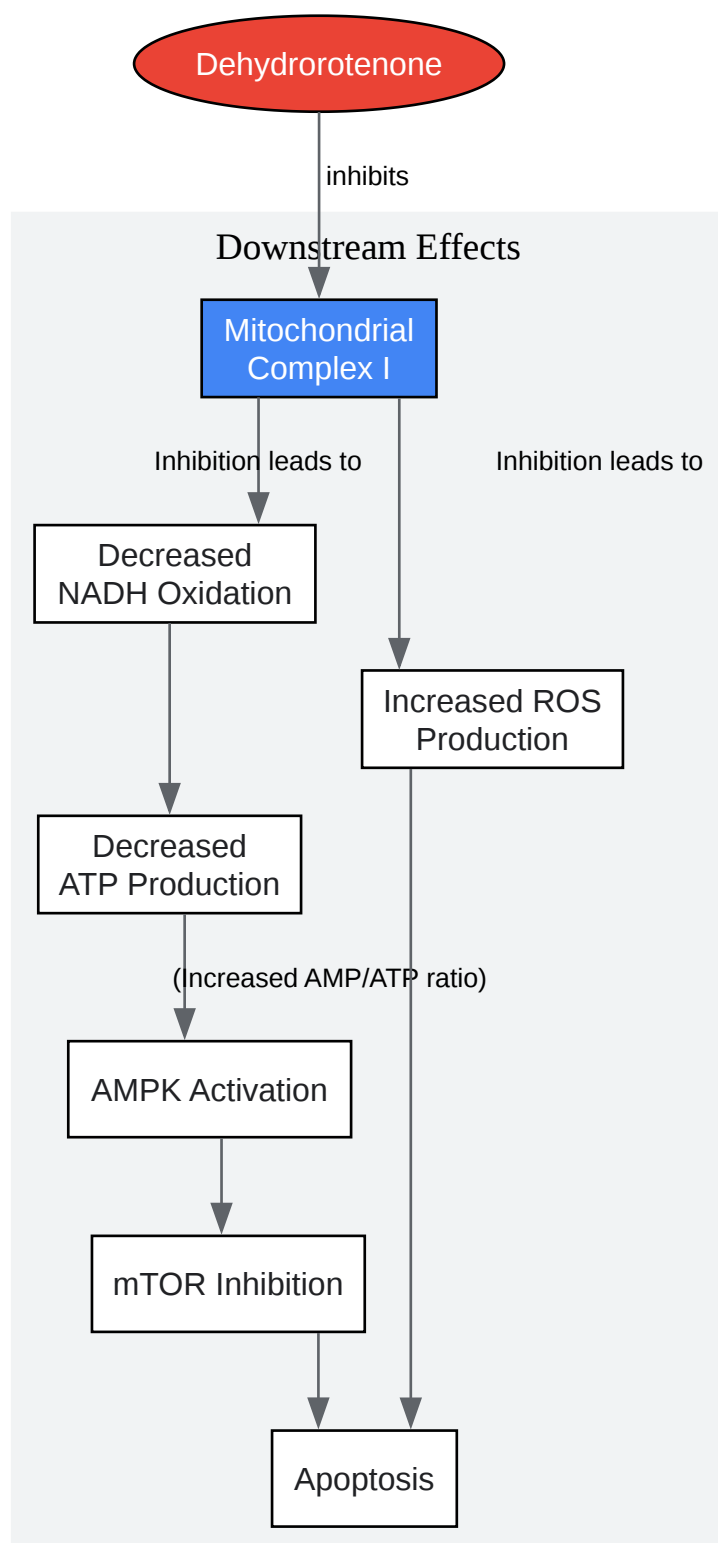 Dehydrorotenone
inhibits
Downstream Effects
Mitochondrial
Complex I
Inhibition leads to
Inhibition leads to
Decreased
NADH Oxidation
Increased ROS
Production
Decreased
ATP Production
(Increased AMP/ATP ratio)
AMPK Activation
mTOR Inhibition
Apoptosis